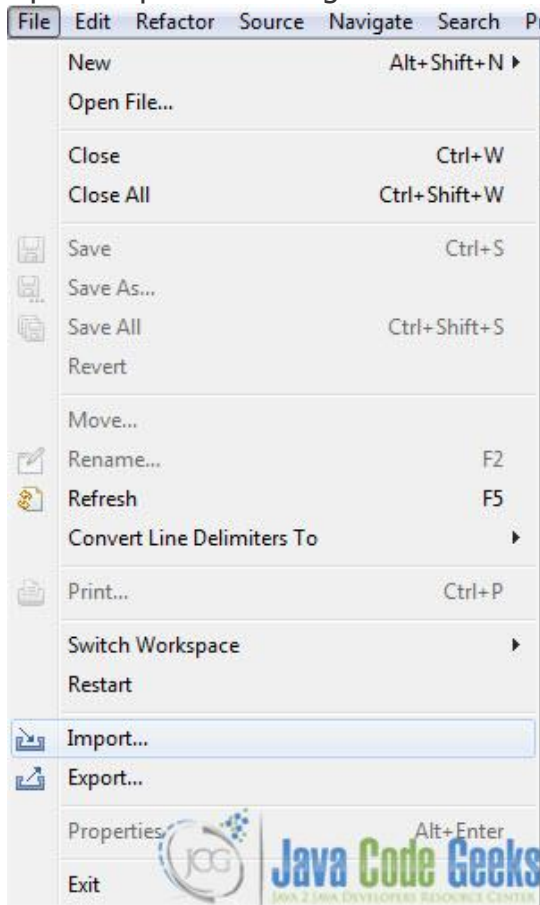 File Edit Refactor Source Navigate Search
New Alt+Shift+N
Open File...
Close Ctrl+W
Close All Ctrl+Shift+W
Save Ctrl+S
Save As...
Save All Ctrl+Shift+S
Revert
Move...
Rename... F2
Refresh F5
Convert Line Delimiters To
Print... Ctrl+P
Switch Workspace
Restart
Import...
Export...
Properties Alt+Enter
JCG Java Code Geeks
JAVA 2 JAVA DEVELOPERS RESOURCE CENTER
Exit